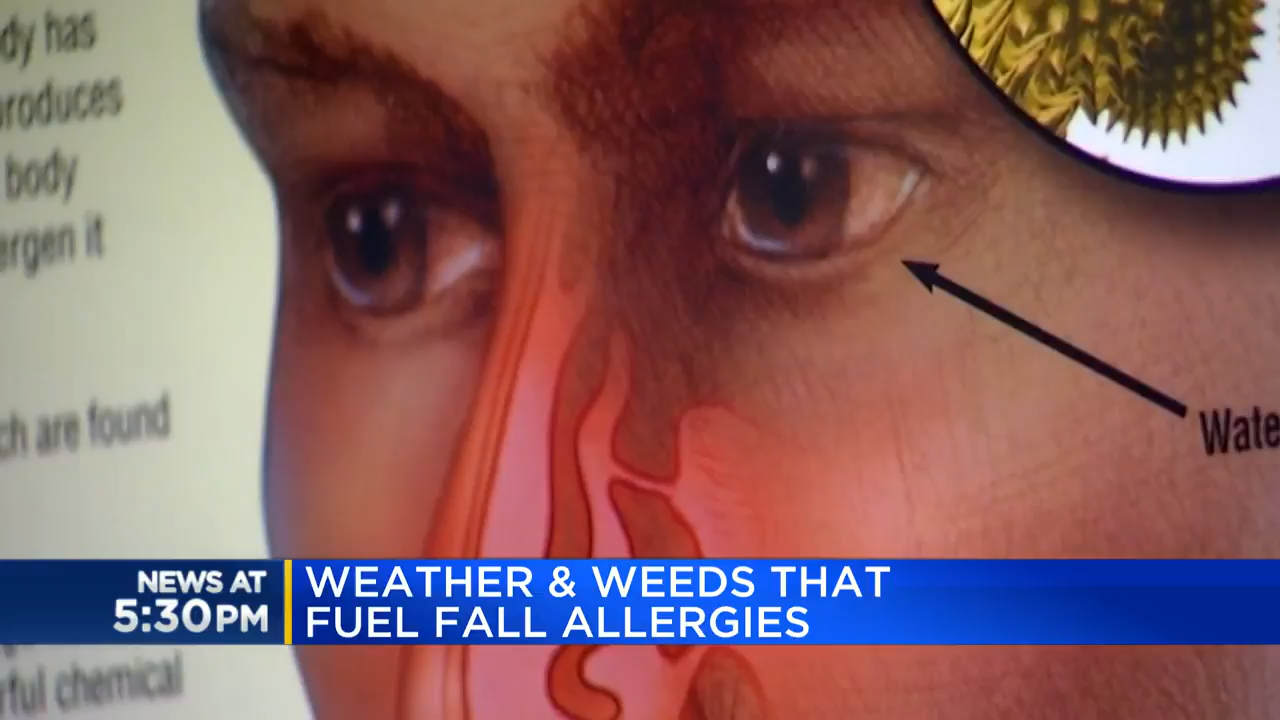 dy has
produces
body
ergen it
ch are found
Wate
NEWS AT
5:30PM
WEATHER & WEEDS THAT
FUEL FALL ALLERGIES
rful chemical